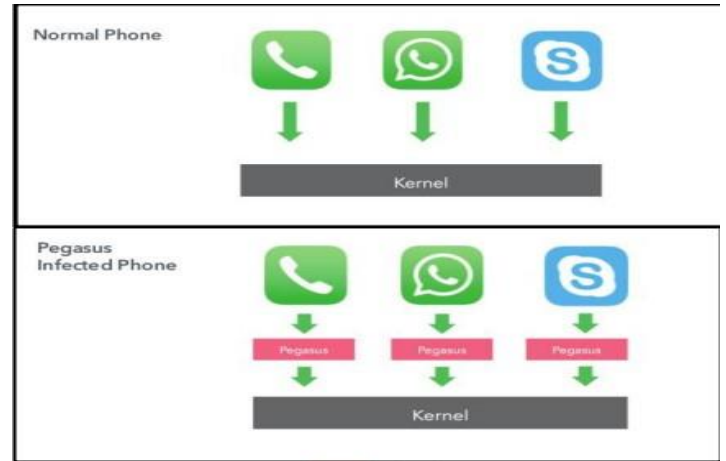 Normal Phone
Kernel
Pegasus
Infected Phone
S
Pegasus Pegasus Pegasus
Kernel